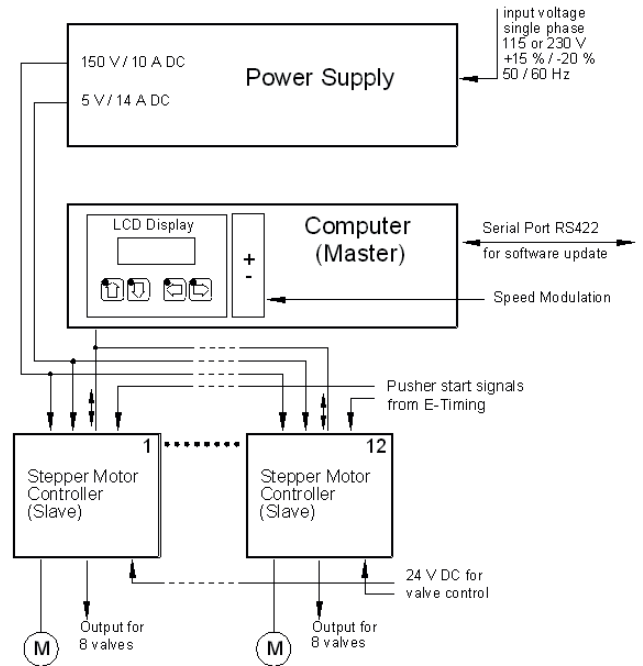 input voltage
single phase
115 or 230 V
+15 % / -20 %
50 / 60 Hz
150 V / 10 A DC
5 V / 14 A DC
Power Supply
LCD Display
+
-
Computer
(Master)
Serial Port RS422
for software update
Speed Modulation
Pusher start signals
from E-Timing
1
Stepper Motor
Controller
(Slave)
12
Stepper Motor
Controller
(Slave)
24 V DC for
valve control
M
Output for
8 valves
M
Output for
8 valves